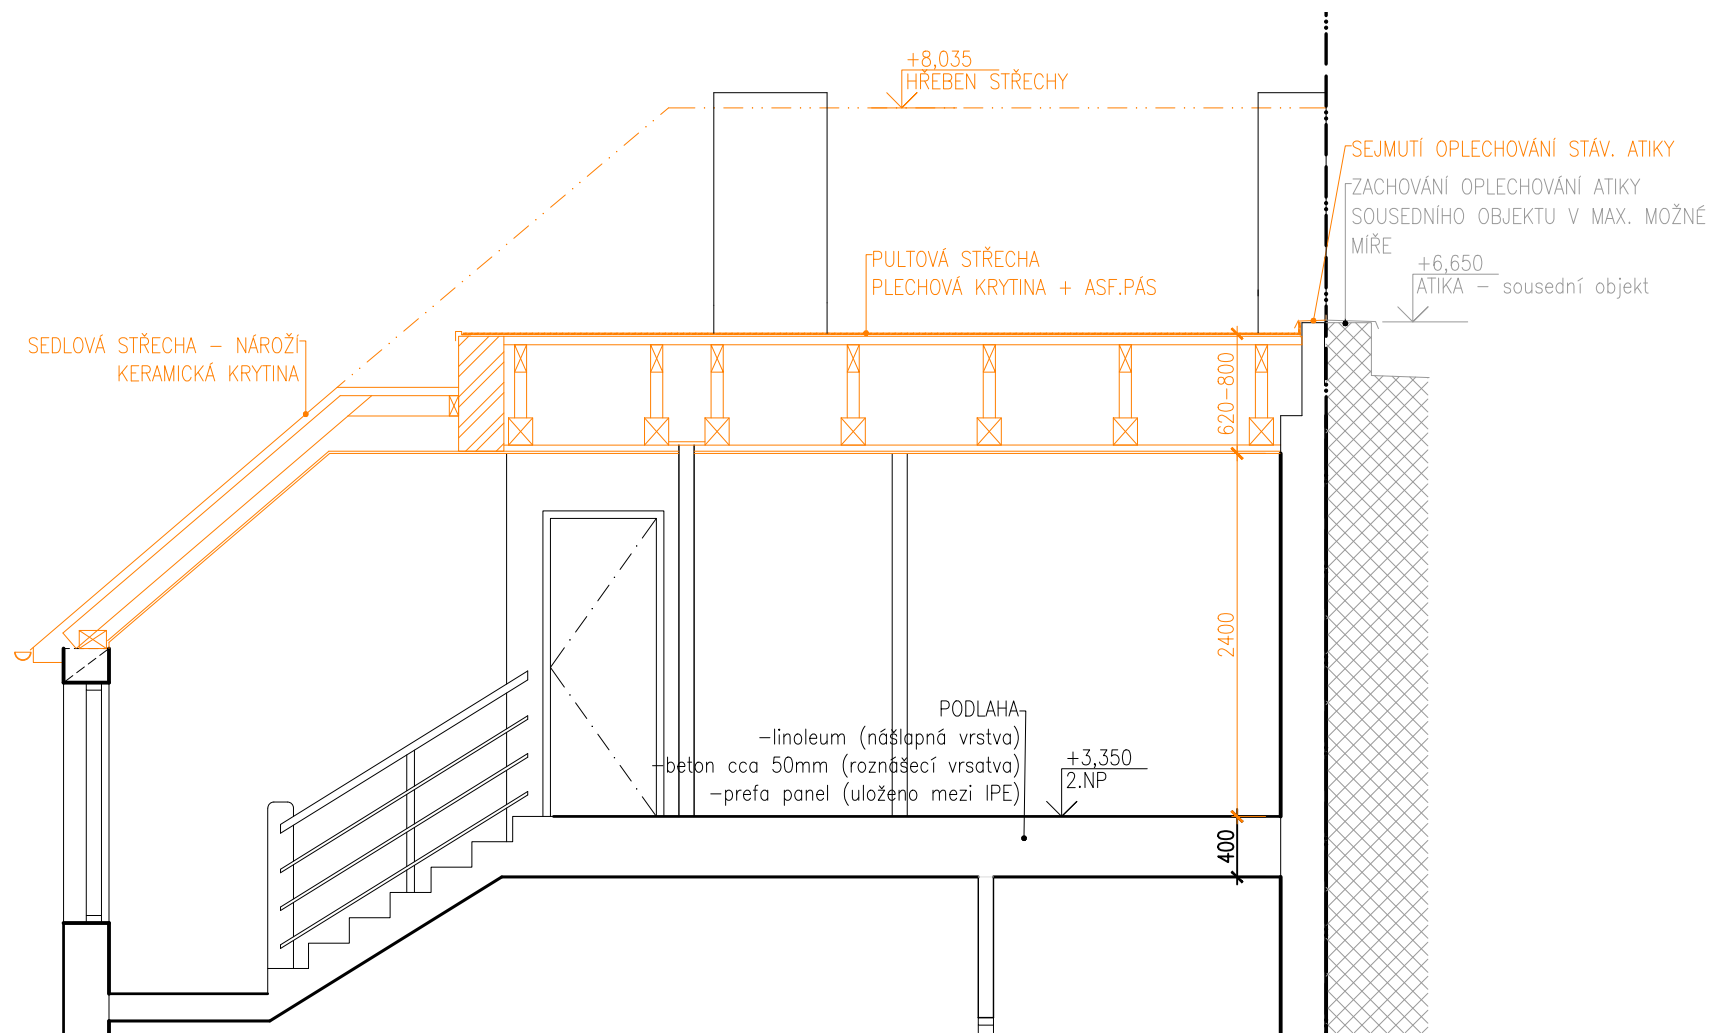 +8,035
HŘEBEN STŘECHY
SEJMUTÍ OPLECHOVÁNÍ STÁV. ATIKY
ZACHOVÁNÍ OPLECHOVÁNÍ ATIKY
SOUSEDNÍHO OBJEKTU V MAX. MOŽNÉ
MÍŘE
+6,650
ATIKA – sousední objekt
PULTOVÁ STŘECHA
PLECHOVÁ KRYTINA + ASF.PÁS
SEDLOVÁ STŘECHA – NÁROŽÍ
KERAMICKÁ KRYTINA
620–800
2400
PODLAHA
–linoleum (nášlapná vrstva)
–beton cca 50mm (roznášecí vrsatva)
–prefa panel (uloženo mezi IPE)
+3,350
2.NP
400